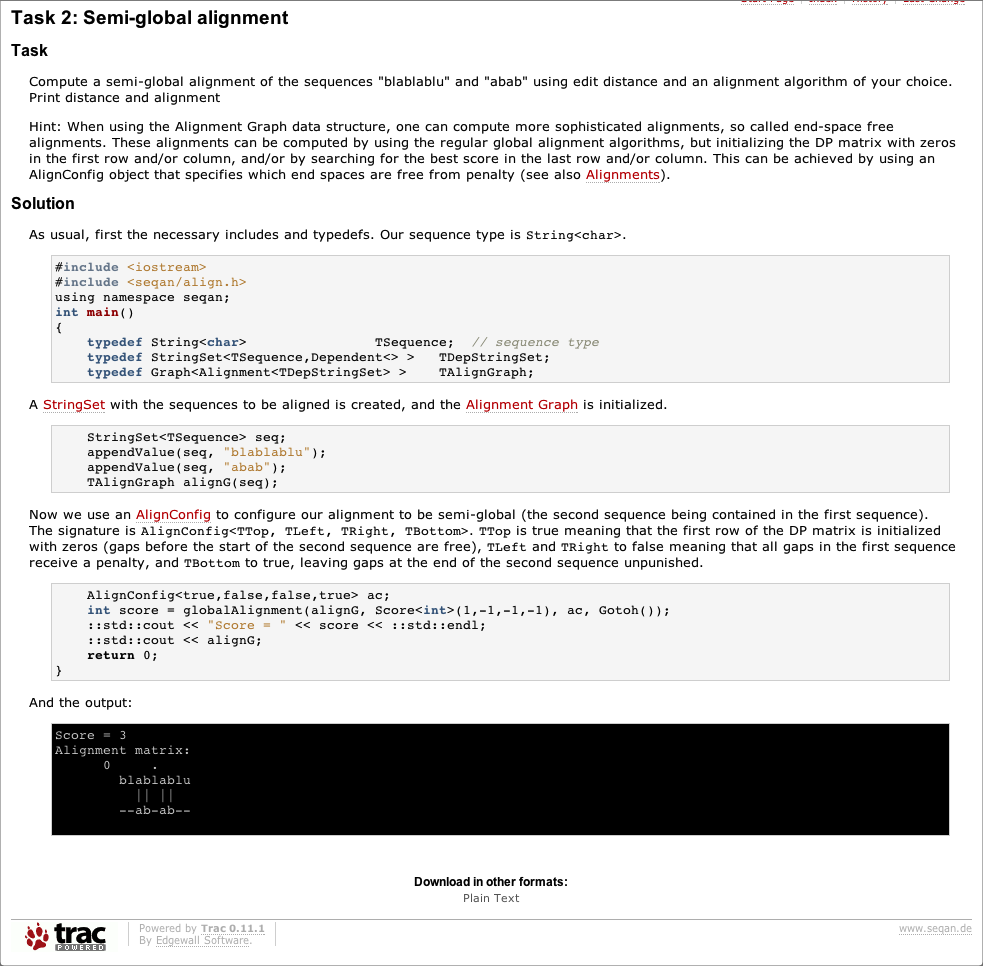 Start Page | Index | History | Last Change
Task 2: Semi-global alignment
Task
Compute a semi-global alignment of the sequences "blablablu" and "abab" using edit distance and an alignment algorithm of your choice.
Print distance and alignment
Hint: When using the Alignment Graph data structure, one can compute more sophisticated alignments, so called end-space free
alignments. These alignments can be computed by using the regular global alignment algorithms, but initializing the DP matrix with zeros
in the first row and/or column, and/or by searching for the best score in the last row and/or column. This can be achieved by using an
AlignConfig object that specifies which end spaces are free from penalty (see also Alignments).
Solution
As usual, first the necessary includes and typedefs. Our sequence type is String<char>.
#include <iostream>
#include <seqan/align.h>
using namespace seqan;
int main()
{
    typedef String<char>                TSequence;  // sequence type
    typedef StringSet<TSequence,Dependent<> >   TDepStringSet;
    typedef Graph<Alignment<TDepStringSet> >    TAlignGraph;
A StringSet with the sequences to be aligned is created, and the Alignment Graph is initialized.
    StringSet<TSequence> seq;
    appendValue(seq, "blablablu");
    appendValue(seq, "abab");
    TAlignGraph alignG(seq);
Now we use an AlignConfig to configure our alignment to be semi-global (the second sequence being contained in the first sequence).
The signature is AlignConfig<TTop, TLeft, TRight, TBottom>. TTop is true meaning that the first row of the DP matrix is initialized
with zeros (gaps before the start of the second sequence are free), TLeft and TRight to false meaning that all gaps in the first sequence
receive a penalty, and TBottom to true, leaving gaps at the end of the second sequence unpunished.
    AlignConfig<true,false,false,true> ac;
    int score = globalAlignment(alignG, Score<int>(1,-1,-1,-1), ac, Gotoh());
    ::std::cout << "Score = " << score << ::std::endl;
    ::std::cout << alignG;
    return 0;
}
And the output:
Score = 3
Alignment matrix:
      0     .
        blablablu
          || ||
        --ab-ab--
Download in other formats:
Plain Text
trac
POWERED
Powered by Trac 0.11.1
By Edgewall Software.
www.seqan.de